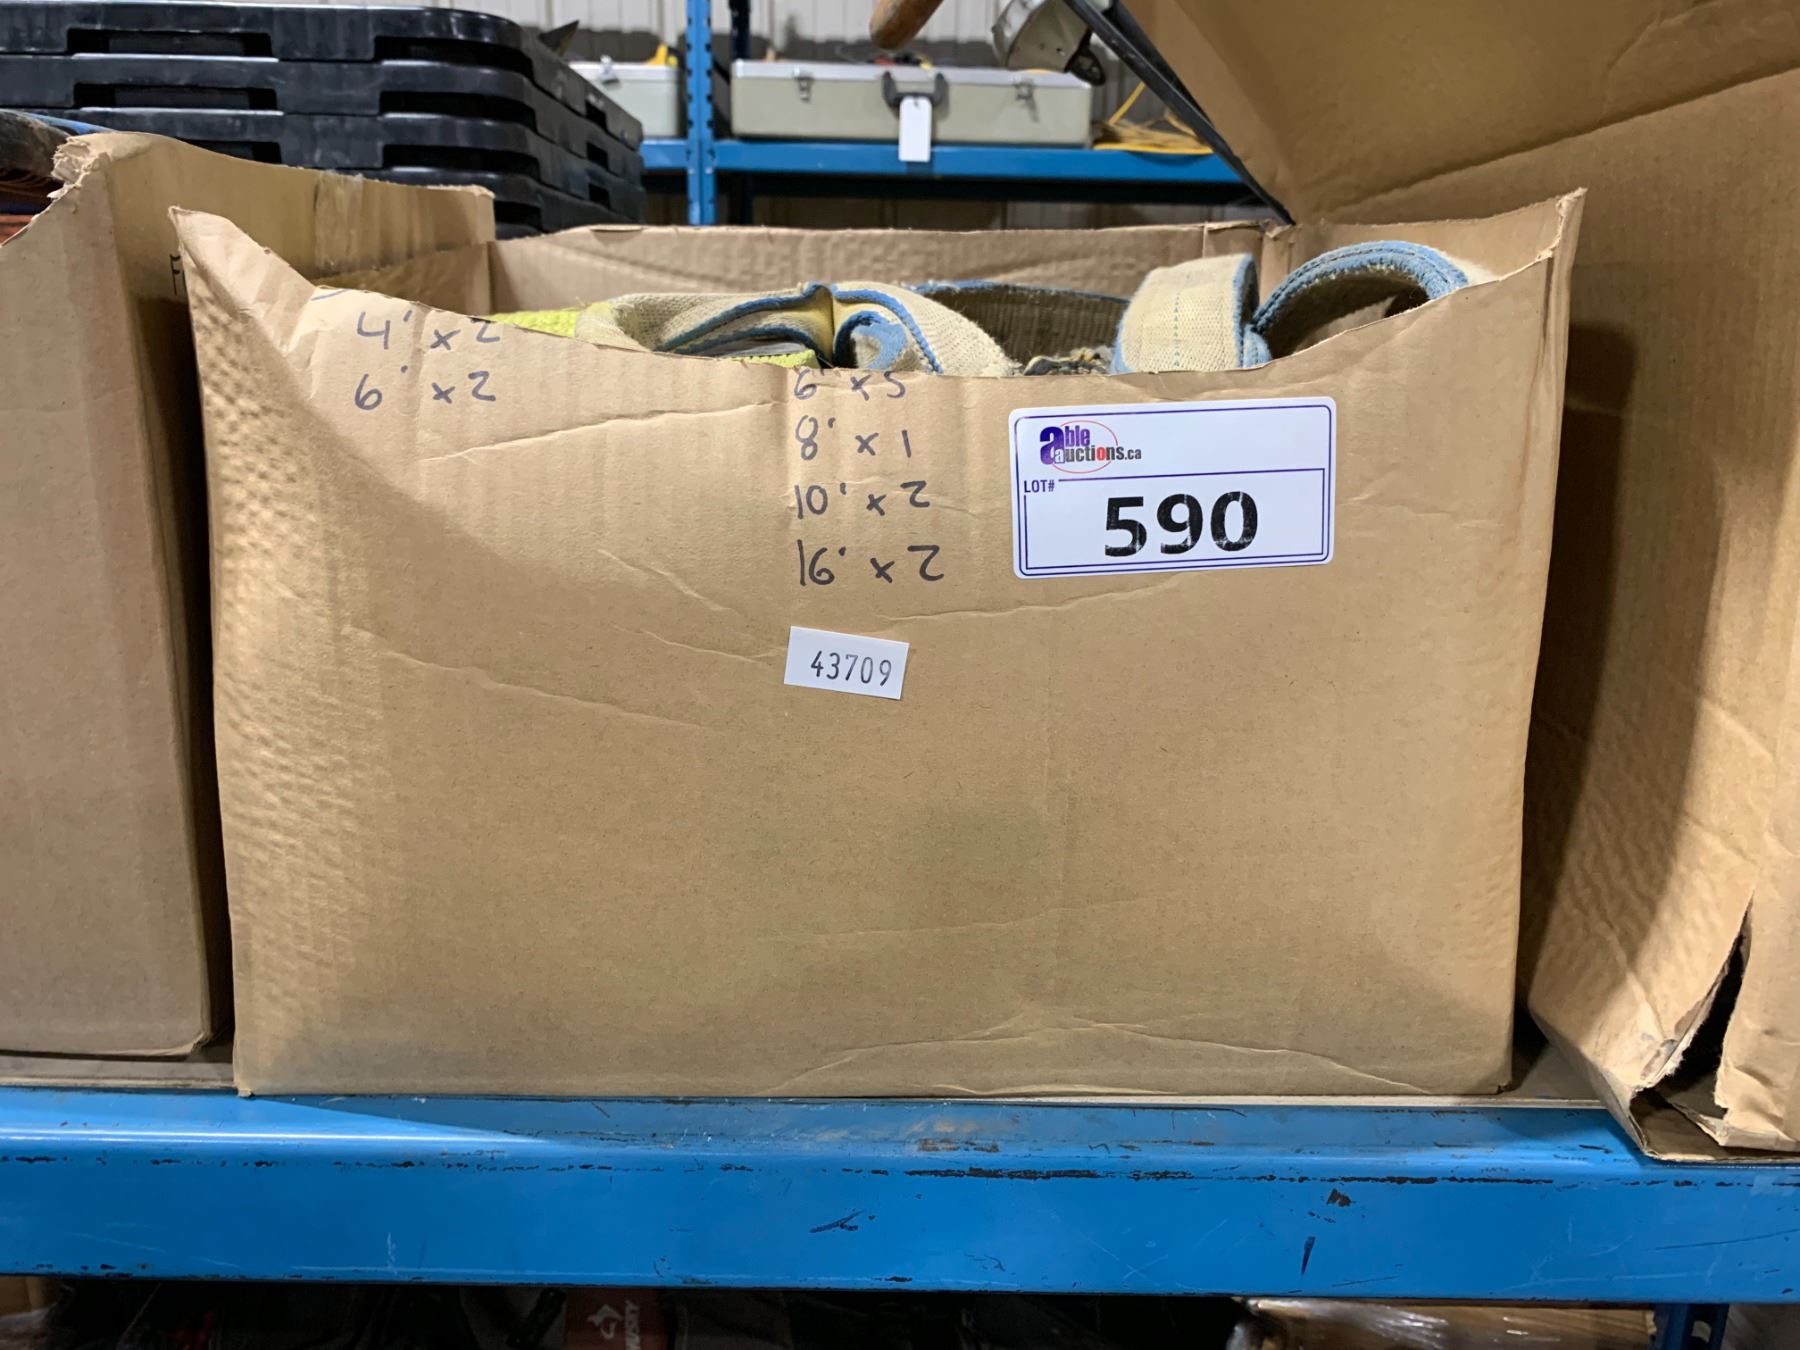 4' x 2
6' x 2
6' x 5
8' x 1
10' x 2
16' x 2
able
auctions.ca
LOT#
590
43709